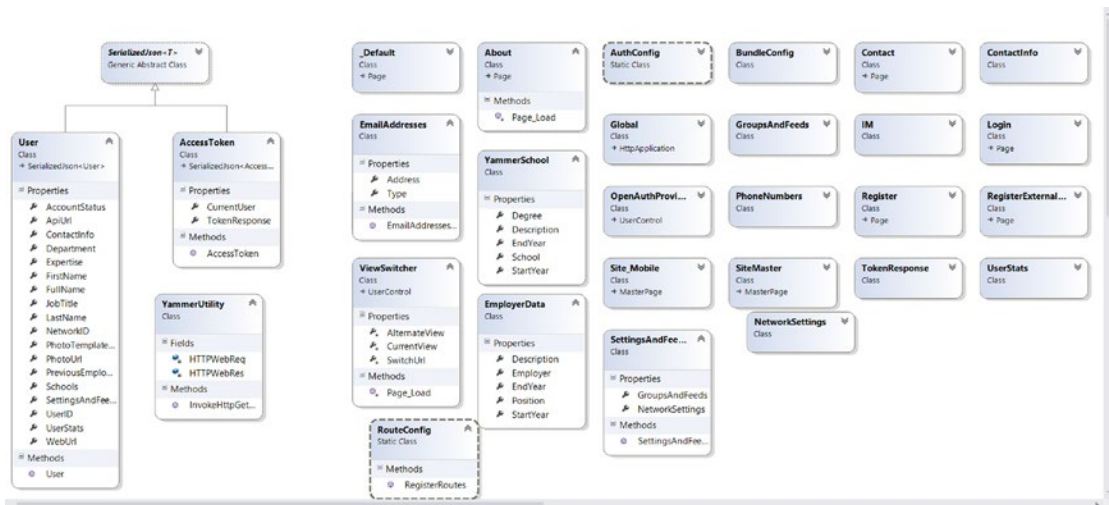 SerializedJson<T>
Generic Abstract Class
User
Class
→ SerializedJson<User>
Properties
AccountStatus
ApiUrl
ContactInfo
Department
Expertise
FirstName
FullName
JobTitle
LastName
NetworkID
PhotoTemplate...
PhotoUrl
PreviousEmplo...
Schools
SettingsAndFee...
UserID
UserStats
WebUrl
Methods
User
AccessToken
Class
→ SerializedJson<Access...
Properties
CurrentUser
TokenResponse
Methods
AccessToken
YammerUtility
Class
Fields
HTTPWebReq
HTTPWebRes
Methods
InvokeHttpGet...
_Default
Class
→ Page
EmailAddresses
Class
Properties
Address
Type
Methods
EmailAddresses...
ViewSwitcher
Class
→ UserControl
Properties
AlternateView
CurrentView
SwitchUrl
Methods
Page_Load
RouteConfig
Static Class
Methods
RegisterRoutes
About
Class
→ Page
Methods
Page_Load
YammerSchool
Class
Properties
Degree
Description
EndYear
School
StartYear
EmployerData
Class
Properties
Description
Employer
EndYear
Position
StartYear
AuthConfig
Static Class
BundleConfig
Class
Contact
Class
→ Page
ContactInfo
Class
Global
Class
→ HttpApplication
GroupsAndFeeds
Class
IM
Class
Login
Class
→ Page
OpenAuthProvi...
Class
→ UserControl
PhoneNumbers
Class
Register
Class
→ Page
RegisterExternal...
Class
→ Page
Site_Mobile
Class
→ MasterPage
SiteMaster
Class
→ MasterPage
TokenResponse
Class
UserStats
Class
NetworkSettings
Class
SettingsAndFee...
Class
Properties
GroupsAndFeeds
NetworkSettings
Methods
SettingsAndFee...